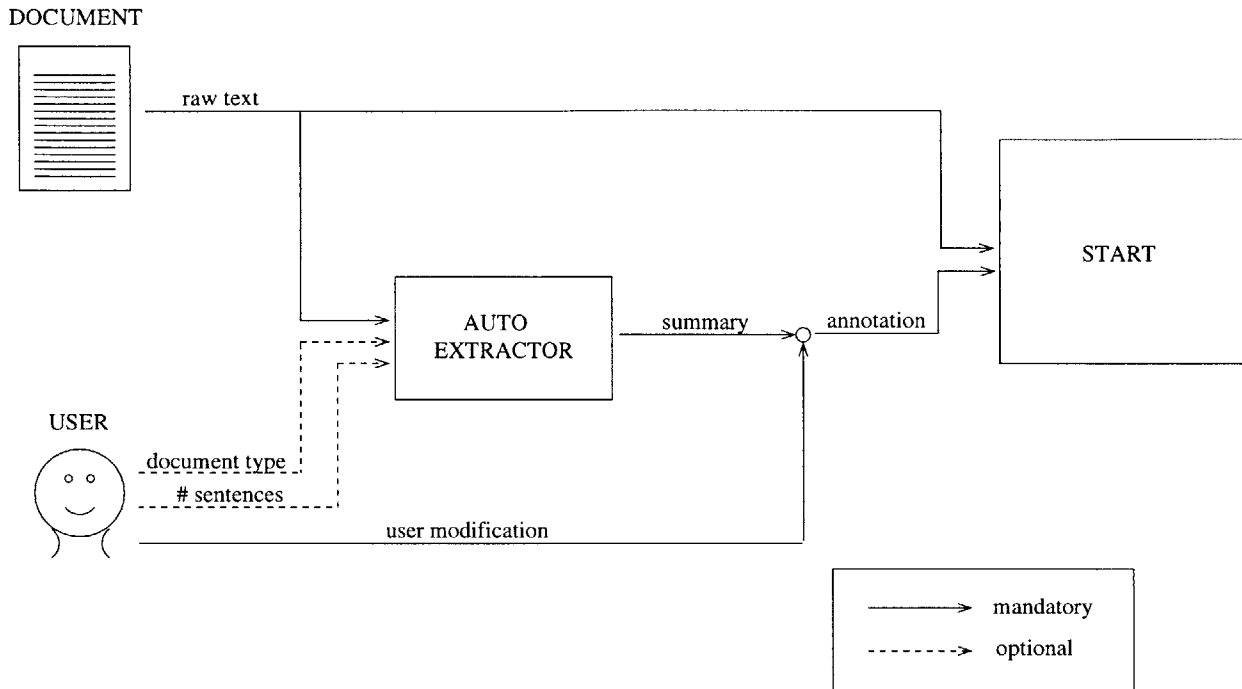 DOCUMENT
raw text
START
AUTO
EXTRACTOR
summary
annotation
USER
document type
# sentences
user modification
mandatory
optional